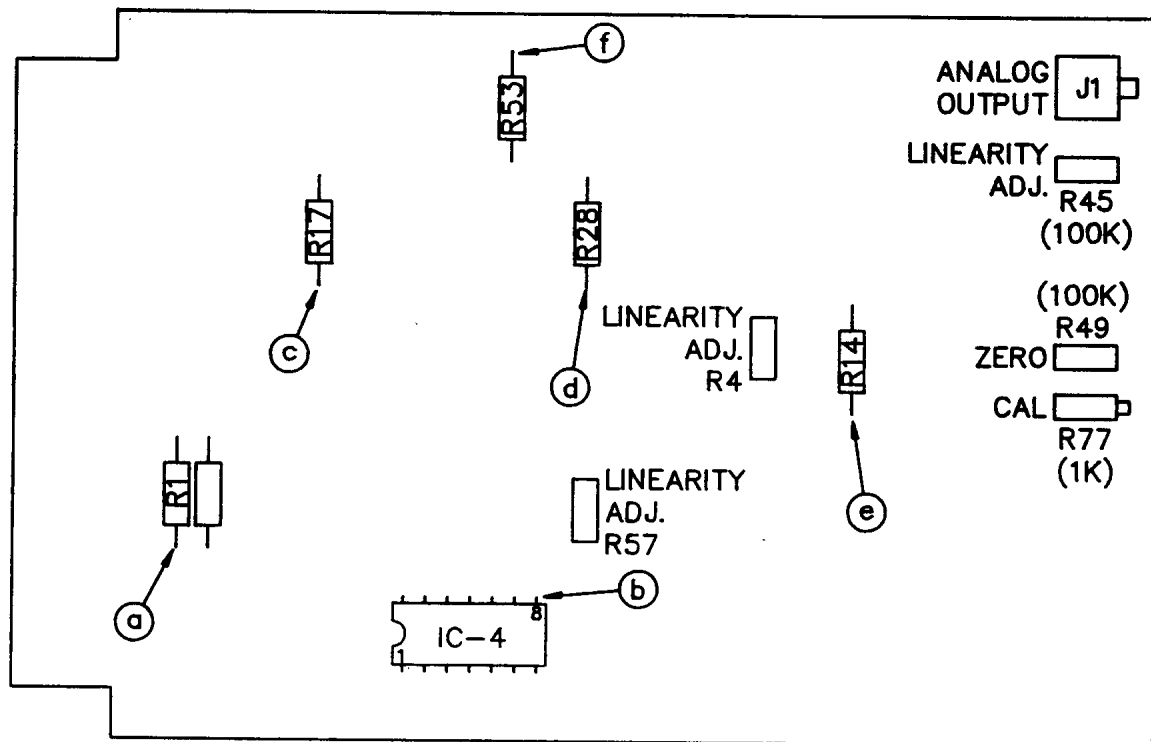 f
R53
ANALOG
OUTPUT
J1
LINEARITY
ADJ.
R45
(100K)
R17
R28
c
d
LINEARITY
ADJ.
R4
R14
(100K)
R49
ZERO
CAL
R77
(1K)
R1
a
LINEARITY
ADJ.
R57
e
b
8
IC-4
1